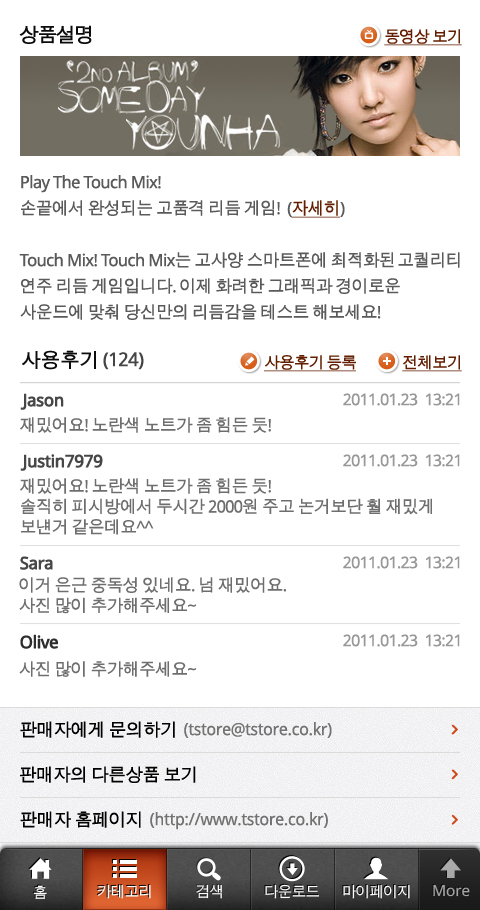 상품설명
동영상 보기
'2ND ALBUM'
SOMEDAY
YOUNHA
Play The Touch Mix!
손끝에서 완성되는 고품격 리듬 게임! (자세히)
Touch Mix! Touch Mix는 고사양 스마트폰에 최적화된 고퀄리티
연주 리듬 게임입니다. 이제 화려한 그래픽과 경이로운
사운드에 맞춰 당신만의 리듬감을 테스트 해보세요!
사용후기 (124)
사용후기 등록
전체보기
Jason 2011.01.23 13:21
재밌어요! 노란색 노트가 좀 힘든 듯!
Justin7979 2011.01.23 13:21
재밌어요! 노란색 노트가 좀 힘든 듯!
솔직히 피시방에서 두시간 2000원 주고 논거보단 훨 재밌게
보낸거 같은데요^^
Sara 2011.01.23 13:21
이거 은근 중독성 있네요. 넘 재밌어요.
사진 많이 추가해주세요~
Olive 2011.01.23 13:21
사진 많이 추가해주세요~
판매자에게 문의하기 (tstore@tstore.co.kr)
판매자의 다른상품 보기
판매자 홈페이지 (http://www.tstore.co.kr)
홈
카테고리
검색
다운로드
마이페이지
More